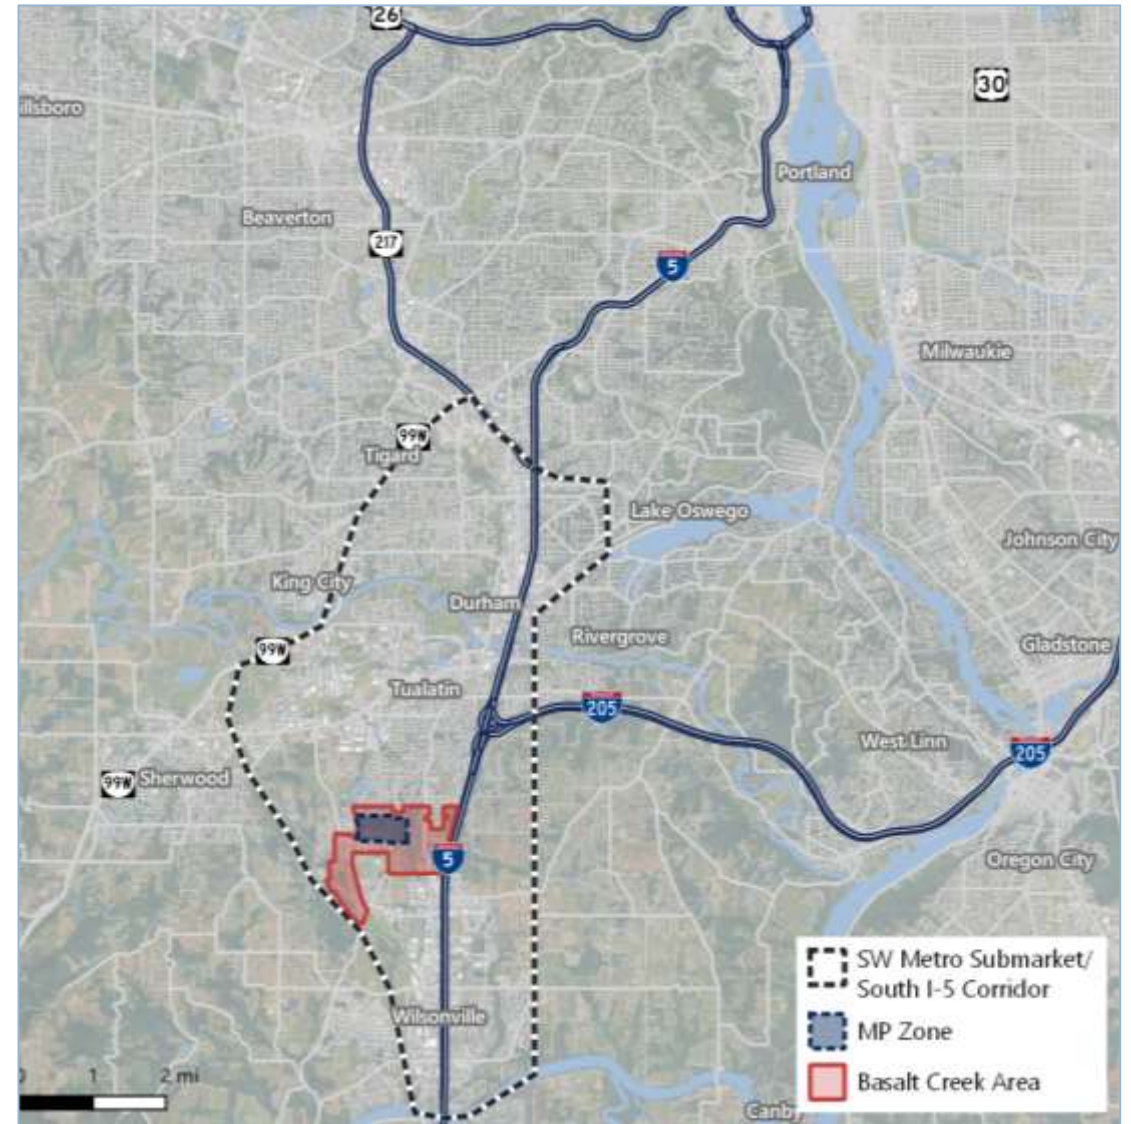 26
30
illsboro
Portland
Beaverton
217
5
Milwaukie
99W
Tigard
Lake Oswego
Johnson City
King City
Durham
Rivergrove
Gladstone
99W
Tualatin
205
West Linn
205
99W
Sherwood
5
Oregon City
SW Metro Submarket/
South I-5 Corridor
Wilsonville
MP Zone
0 1 2 mi
Basalt Creek Area
Canby